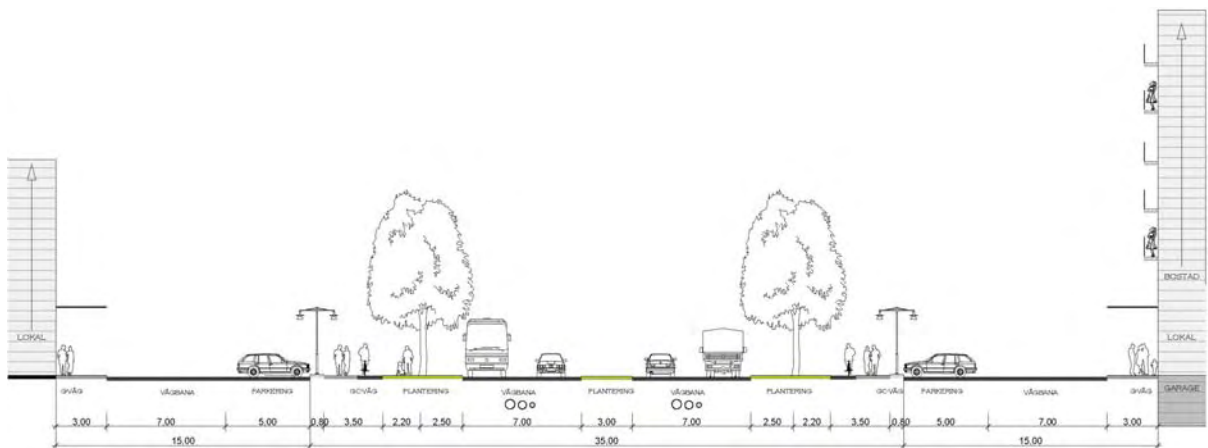 BOSTAD
LOKAL
LOKAL
G.VÄG VÄGBANA PARKERING GCVÄG PLANTERING VÄGBANA PLANTERING VÄGBANA PLANTERING GCVÄG PARKERING VÄGBANA G.VÄG GARAGE
3.00 7.00 5.00 0.80 3.50 2.20 2.50 7.00 3.00 7.00 2.50 2.20 3.50 0.80 5.00 7.00 3.00
15.00 35.00 15.00